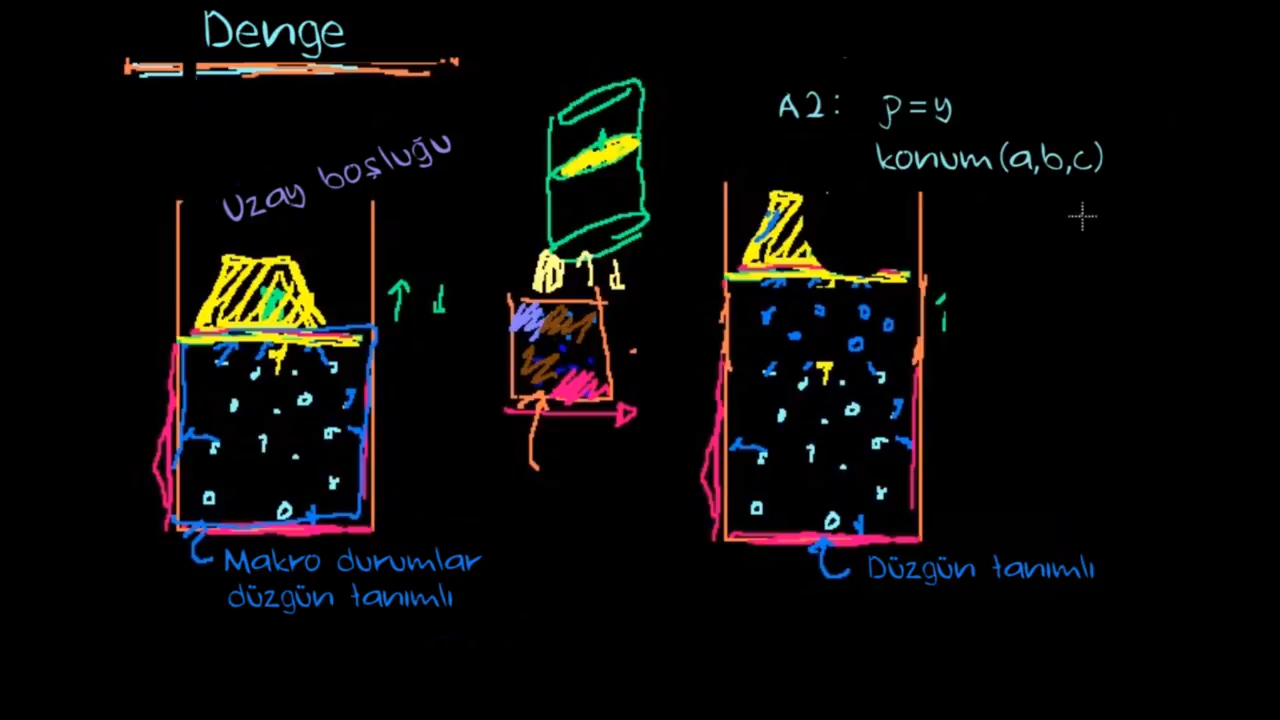 Denge
Uzay boşluğu
A2: P=y
konum(a,b,c)
Makro durumlar
düzgün tanımlı
Düzgün tanımlı